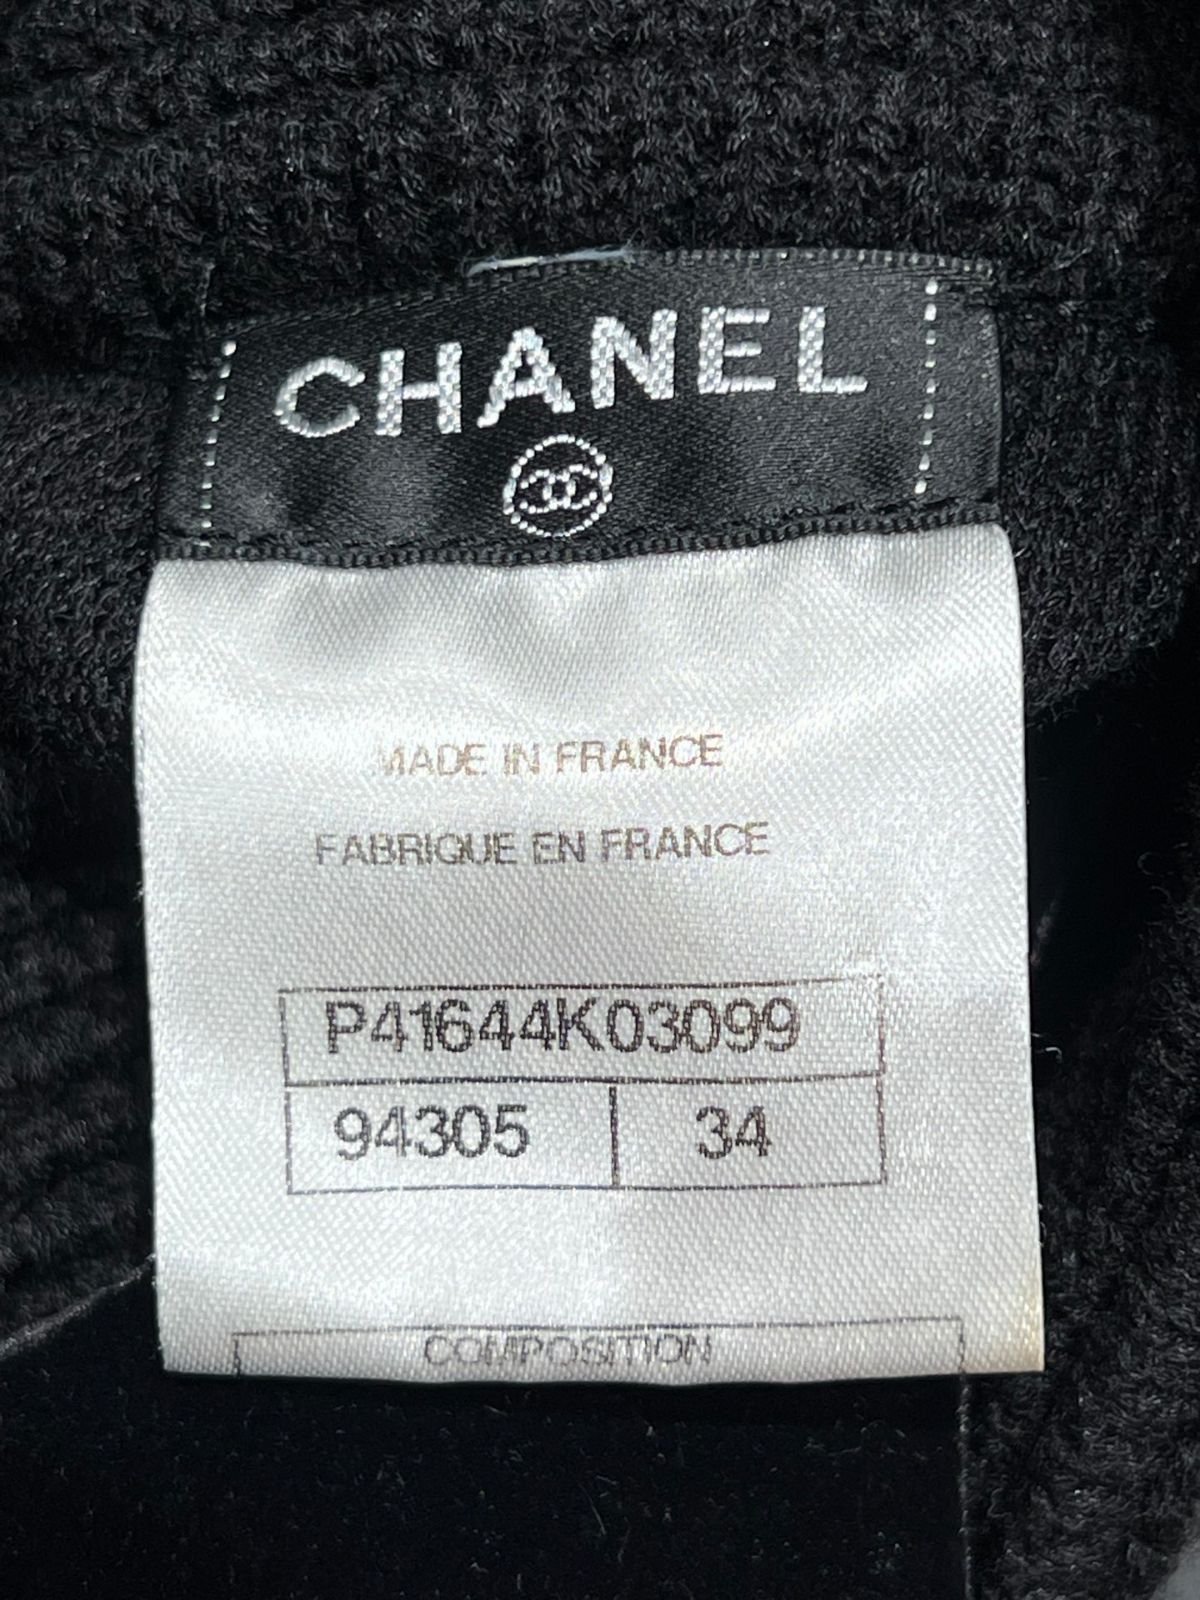 CHANEL
MADE IN FRANCE
FABRIQUE EN FRANCE
P41644K03099
94305 34
COMPOSITION